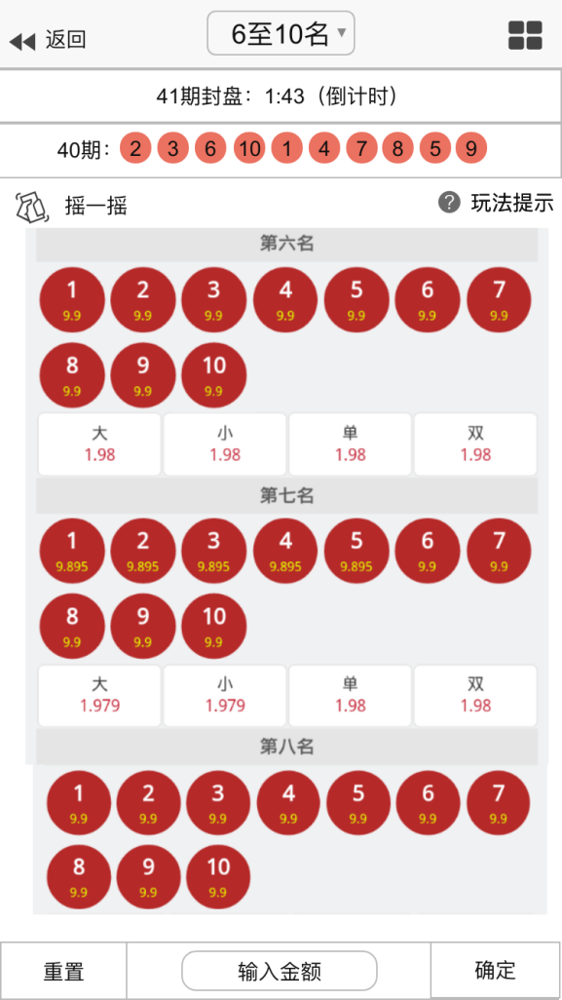 返回 6至10名
41期封盘：1:43（倒计时）
40期： 2 3 6 10 1 4 7 8 5 9
摇一摇 ? 玩法提示
第六名
1 2 3 4 5 6 7
9.9 9.9 9.9 9.9 9.9 9.9 9.9
8 9 10
9.9 9.9 9.9
大 小 单 双
1.98 1.98 1.98 1.98
第七名
1 2 3 4 5 6 7
9.895 9.895 9.895 9.895 9.895 9.9 9.9
8 9 10
9.9 9.9 9.9
大 小 单 双
1.979 1.979 1.98 1.98
第八名
1 2 3 4 5 6 7
9.9 9.9 9.9 9.9 9.9 9.9 9.9
8 9 10
9.9 9.9 9.9
重置 输入金额 确定